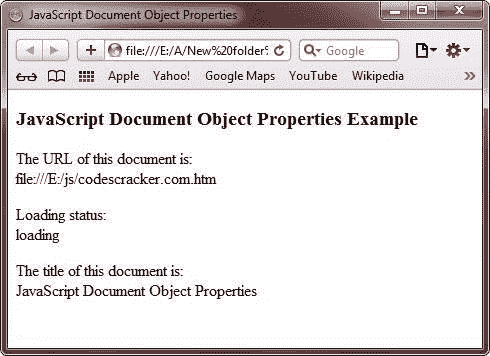 JavaScript Document Object Properties
file:///E:/A/New%20folder%
Google
Apple Yahoo! Google Maps YouTube Wikipedia
JavaScript Document Object Properties Example
The URL of this document is:
file:///E:/js/codescracker.com.htm
Loading status:
loading
The title of this document is:
JavaScript Document Object Properties